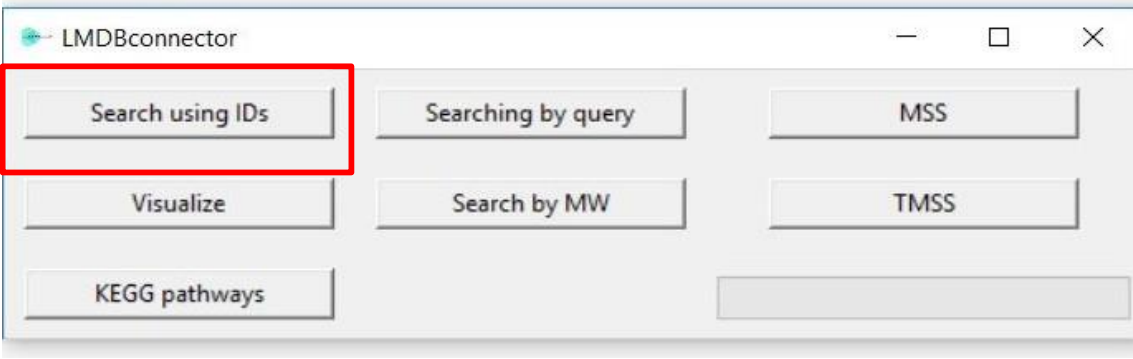 LMDBconnector
Search using IDs
Searching by query
MSS
Visualize
Search by MW
TMSS
KEGG pathways